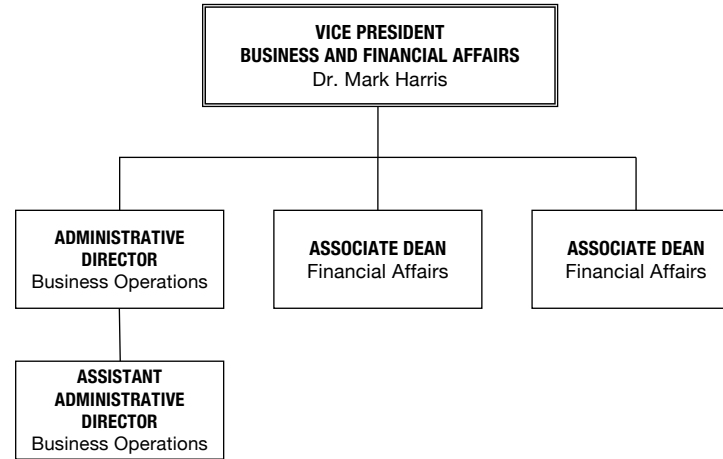 VICE PRESIDENT
BUSINESS AND FINANCIAL AFFAIRS
Dr. Mark Harris
ADMINISTRATIVE
DIRECTOR
Business Operations
ASSOCIATE DEAN
Financial Affairs
ASSOCIATE DEAN
Financial Affairs
ASSISTANT
ADMINISTRATIVE
DIRECTOR
Business Operations